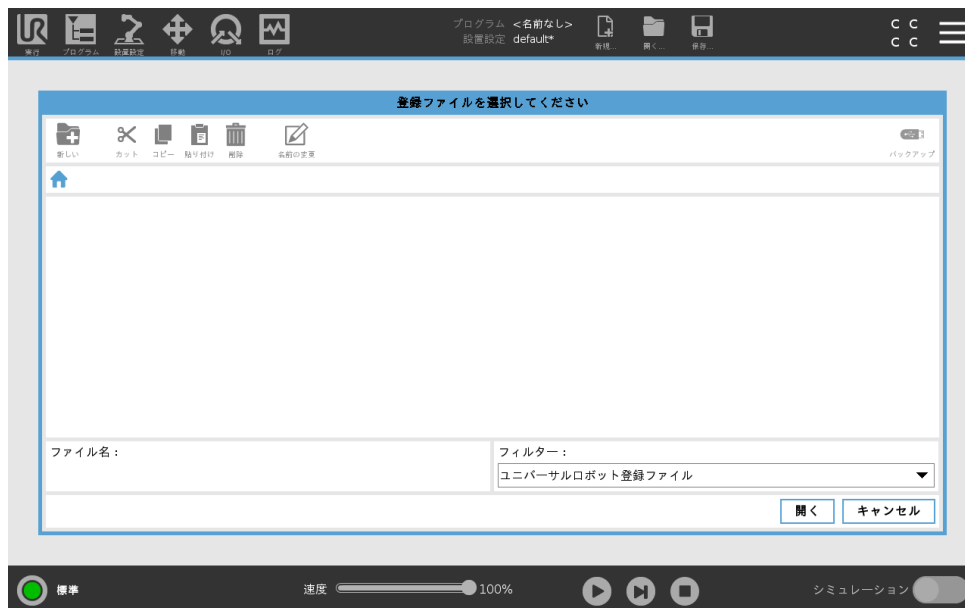 プログラム <名前なし>
設置設定 default*
実行 プログラム 設置設定 移動 I/O ログ
新規... 開く... 保存...
C C
C C
登録ファイルを選択してください
新しい カット コピー 貼り付け 削除 名前の変更 バックアップ
ファイル名：
フィルター：
ユニバーサルロボット登録ファイル
開く キャンセル
標準 速度 100% シミュレーション